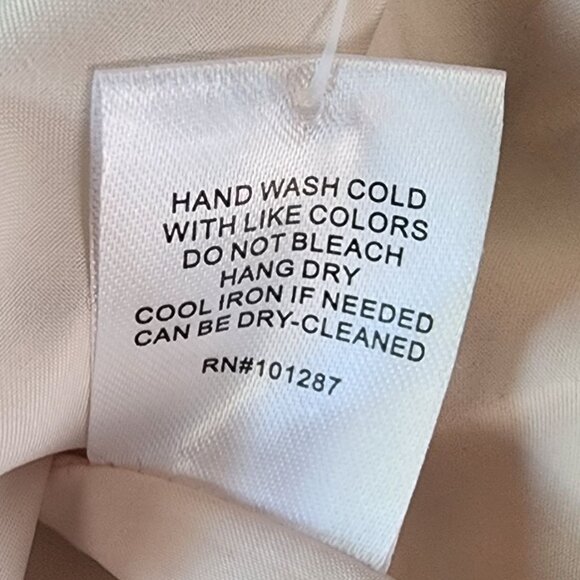 HAND WASH COLD
WITH LIKE COLORS
DO NOT BLEACH
HANG DRY
COOL IRON IF NEEDED
CAN BE DRY-CLEANED
RN#101287